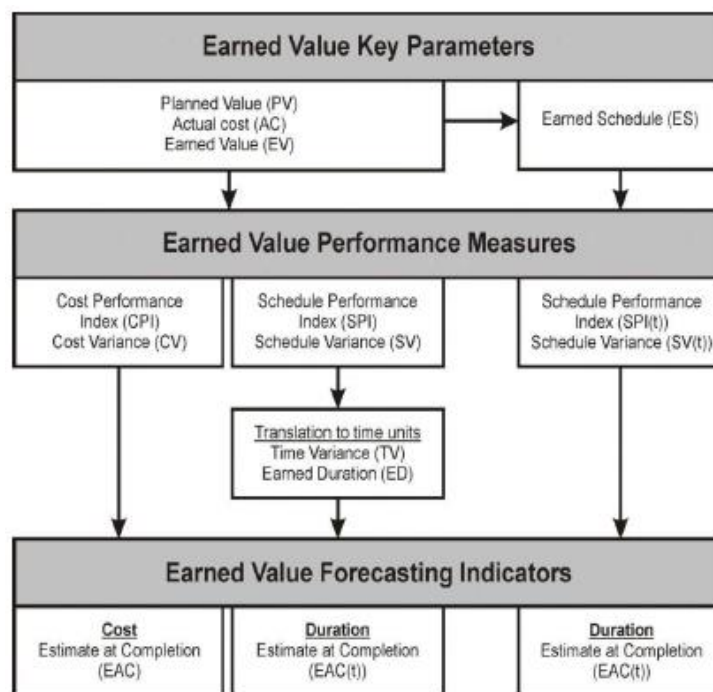 Earned Value Key Parameters
Planned Value (PV)
Actual cost (AC)
Earned Value (EV)
Earned Schedule (ES)
Earned Value Performance Measures
Cost Performance
Index (CPI)
Cost Variance (CV)
Schedule Performance
Index (SPI)
Schedule Variance (SV)
Schedule Performance
Index (SPI(t))
Schedule Variance (SV(t))
Translation to time units
Time Variance (TV)
Earned Duration (ED)
Earned Value Forecasting Indicators
Cost
Estimate at Completion
(EAC)
Duration
Estimate at Completion
(EAC(t))
Duration
Estimate at Completion
(EAC(t))